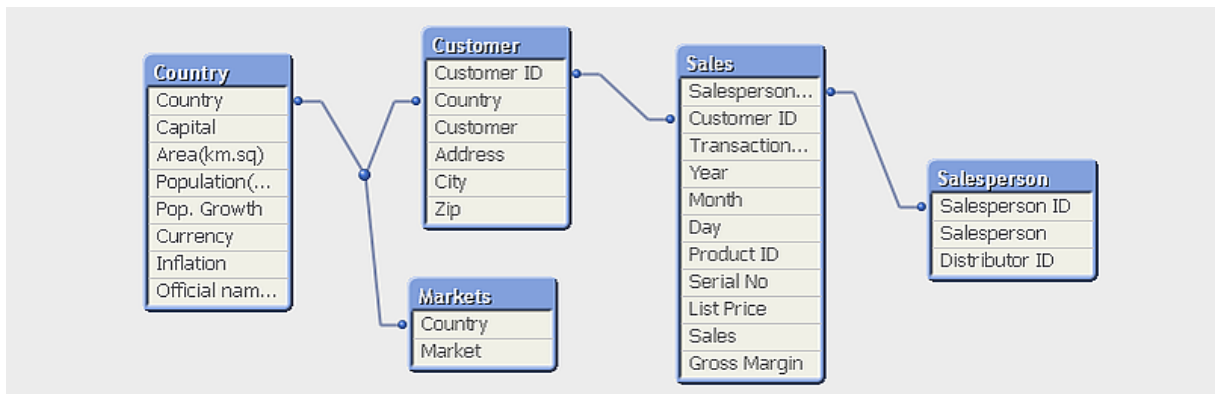 Country
Country
Capital
Area(km.sq)
Population(...
Pop. Growth
Currency
Inflation
Official nam...
Customer
Customer ID
Country
Customer
Address
City
Zip
Markets
Country
Market
Sales
Salesperson...
Customer ID
Transaction...
Year
Month
Day
Product ID
Serial No
List Price
Sales
Gross Margin
Salesperson
Salesperson ID
Salesperson
Distributor ID